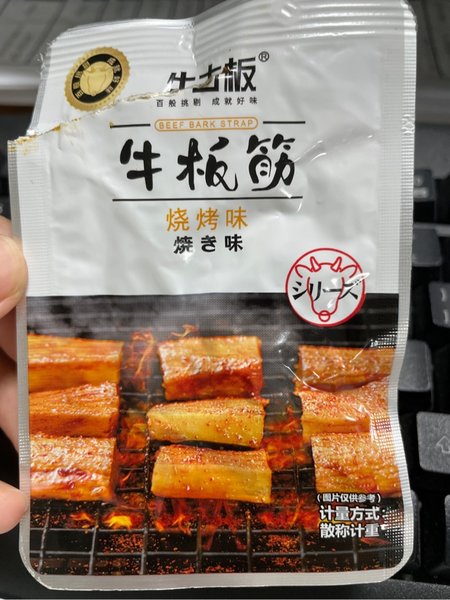 牛古板®
百般挑剔 成就好味
BEEF BARK STRAP
牛板筋
烧烤味
焼き味
シリーズ
(图片仅供参考)
计量方式:
散称计重